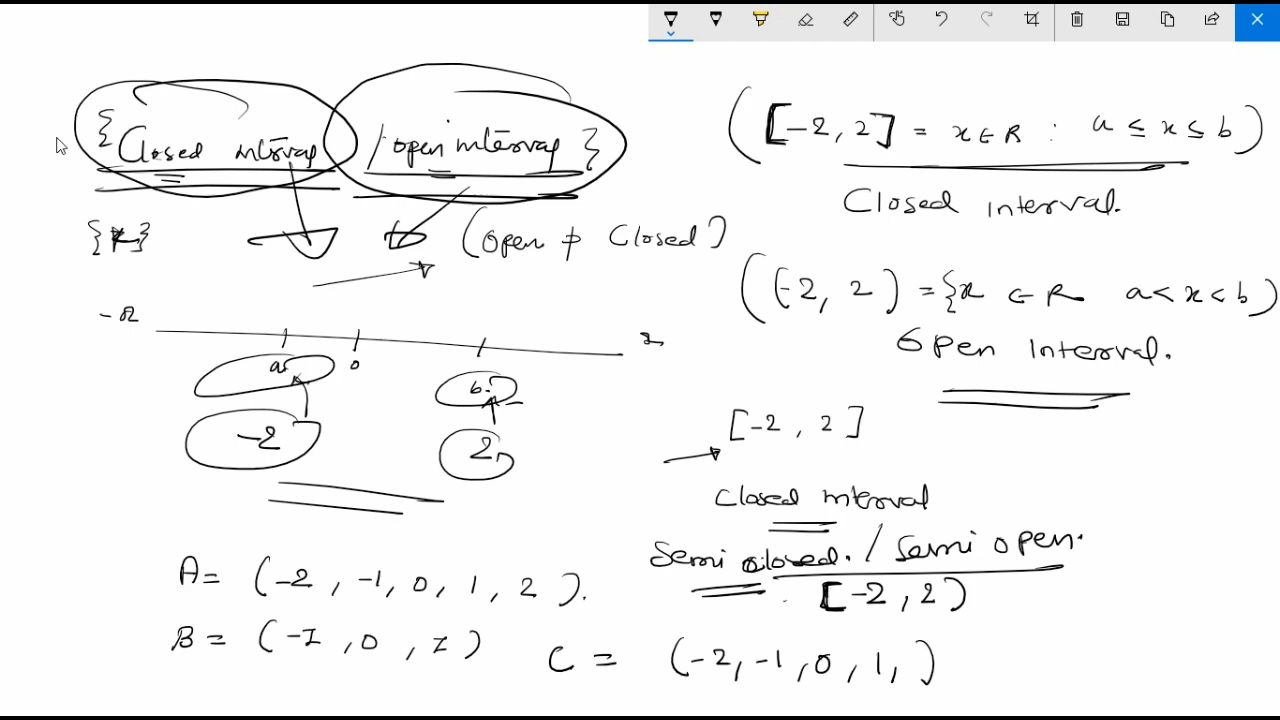 { Closed interval / open interval }
(Open ≠ Closed)
a 0 b
-2 2
A = (-2, -1, 0, 1, 2).
B = (-1, 0, 1)
([-2, 2] = x ∈ R : a ≤ x ≤ b)
Closed interval.
((-2, 2) = {x ∈ R a < x < b)
Open interval.
[-2, 2]
Closed interval
Semi closed. / Semi open.
[-2, 2)
C = (-2, -1, 0, 1, )